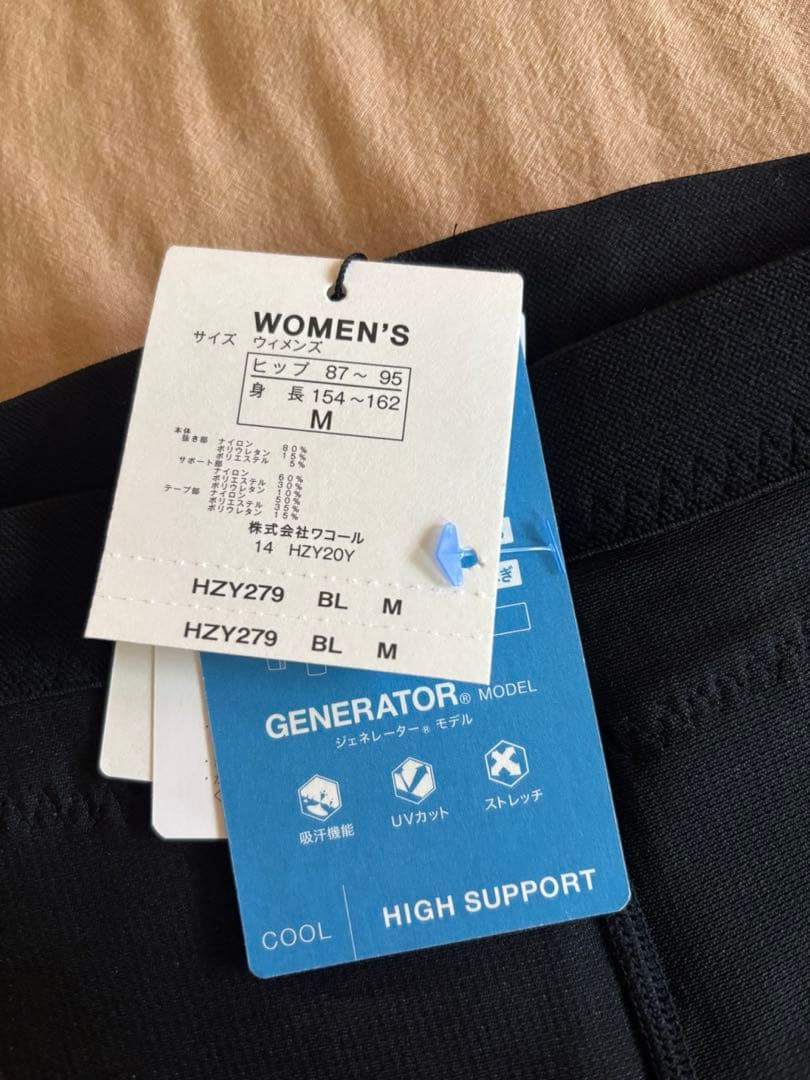 WOMEN'S
サイズ ウィメンズ
ヒップ 87～95
身長 154～162
M
本体
抜き部 ナイロン 80%
ポリウレタン 15%
ポリエステル 5%
サポート部
ナイロン 60%
ポリエステル 30%
ポリウレタン 10%
テープ部 ナイロン 50%
ポリエステル 35%
ポリウレタン 15%
株式会社ワコール
14 HZY20Y
HZY279 BL M
HZY279 BL M
ぎ
GENERATOR® MODEL
ジェネレーター® モデル
吸汗機能
UVカット
ストレッチ
COOL
HIGH SUPPORT